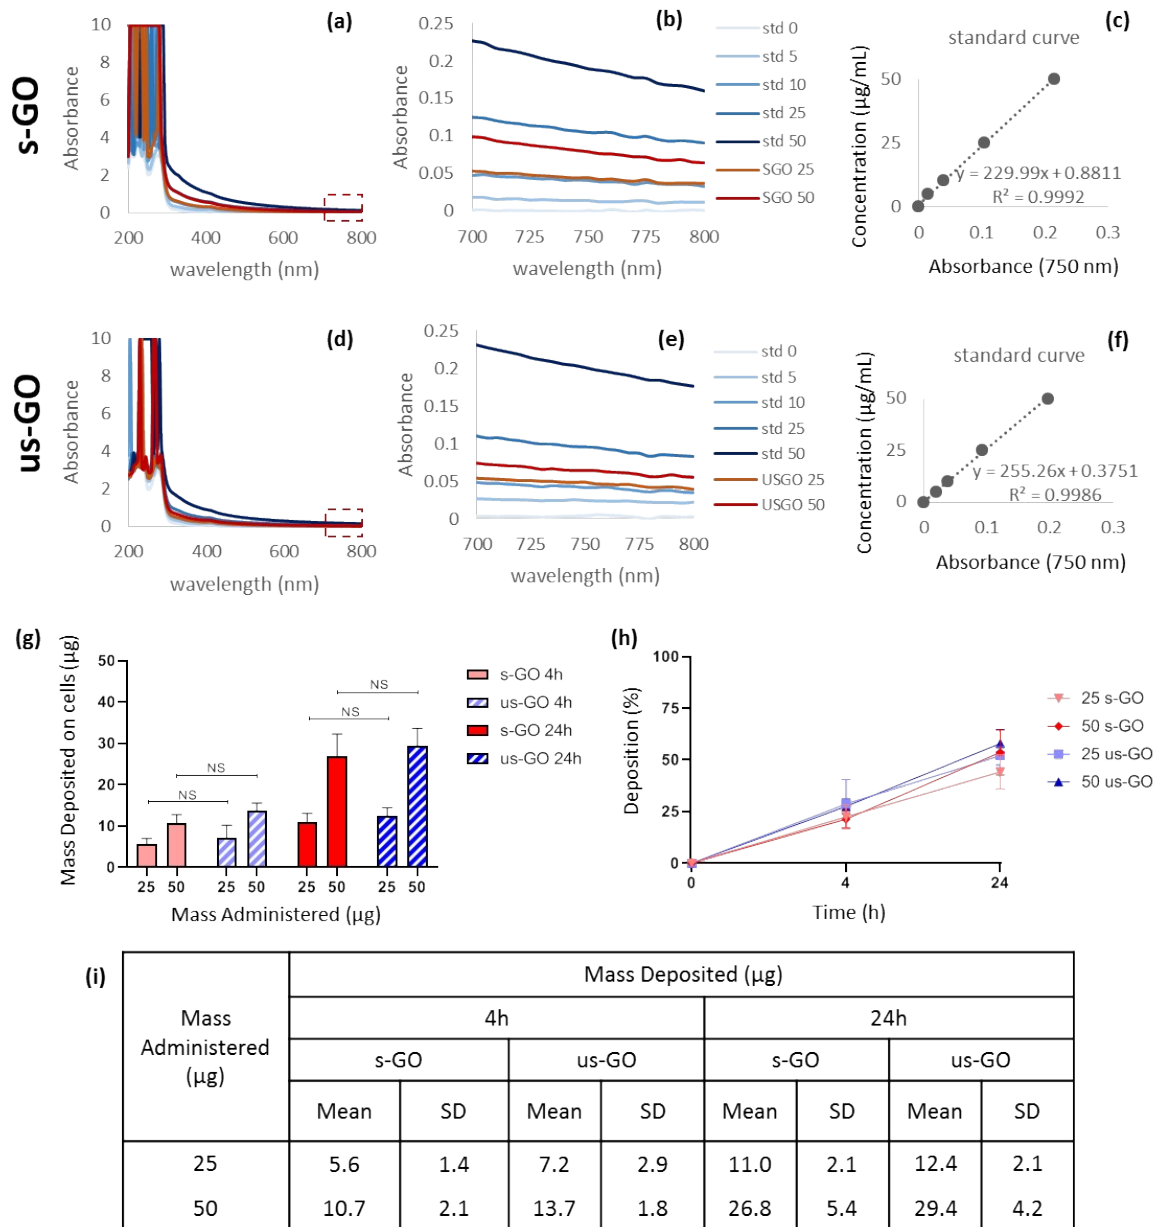 s-GO
(a)
Absorbance
10
8
6
4
2
0
200
400
600
800
wavelength (nm)
(b)
Absorbance
0.25
0.2
0.15
0.1
0.05
0
700
725
750
775
800
wavelength (nm)
std 0
std 5
std 10
std 25
std 50
SGO 25
SGO 50
(c)
standard curve
Concentration (µg/mL)
50
25
0
y = 229.99x + 0.8811
R² = 0.9992
0
0.1
0.2
0.3
Absorbance (750 nm)
us-GO
(d)
Absorbance
10
8
6
4
2
0
200
400
600
800
wavelength (nm)
(e)
Absorbance
0.25
0.2
0.15
0.1
0.05
0
700
725
750
775
800
wavelength (nm)
std 0
std 5
std 10
std 25
std 50
USGO 25
USGO 50
(f)
standard curve
Concentration (µg/mL)
50
25
0
y = 255.26x + 0.3751
R² = 0.9986
0
0.1
0.2
0.3
Absorbance (750 nm)
(g)
Mass Deposited on cells (µg)
50
40
30
20
10
0
NS
NS
NS
NS
25 50 25 50 25 50 25 50
Mass Administered (µg)
s-GO 4h
us-GO 4h
s-GO 24h
us-GO 24h
(h)
Deposition (%)
100
75
50
25
0
0
4
24
Time (h)
25 s-GO
50 s-GO
25 us-GO
50 us-GO
(i)
Mass
Administered
(µg)
Mass Deposited (µg)
4h 24h
s-GO us-GO s-GO us-GO
Mean SD Mean SD Mean SD Mean SD
25 5.6 1.4 7.2 2.9 11.0 2.1 12.4 2.1
50 10.7 2.1 13.7 1.8 26.8 5.4 29.4 4.2